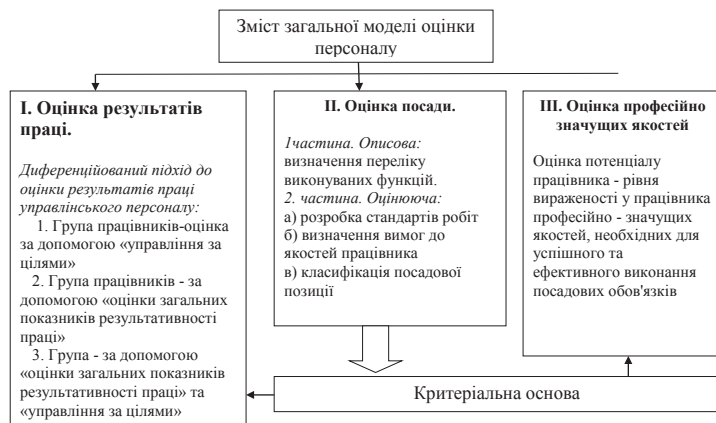 Зміст загальної моделі оцінки
персоналу
І. Оцінка результатів
праці.
Диференційований підхід до
оцінки результатів праці
управлінського персоналу:
1. Група працівників-оцінка
за допомогою «управління за
цілями»
2. Група працівників - за
допомогою «оцінки загальних
показників результативності
праці»
3. Група - за допомогою
«оцінки загальних показників
результативності праці» та
«управління за цілями»
ІІ. Оцінка посади.
1частина. Описова:
визначення переліку
виконуваних функцій.
2. частина. Оцінююча:
а) розробка стандартів робіт
б) визначення вимог до
якостей працівника
в) класифікація посадової
позиції
ІІІ. Оцінка професійно
значущих якостей
Оцінка потенціалу
працівника - рівня
вираженості у працівника
професійно - значущих
якостей, необхідних для
успішного та
ефективного виконання
посадових обов'язків
Критеріальна основа